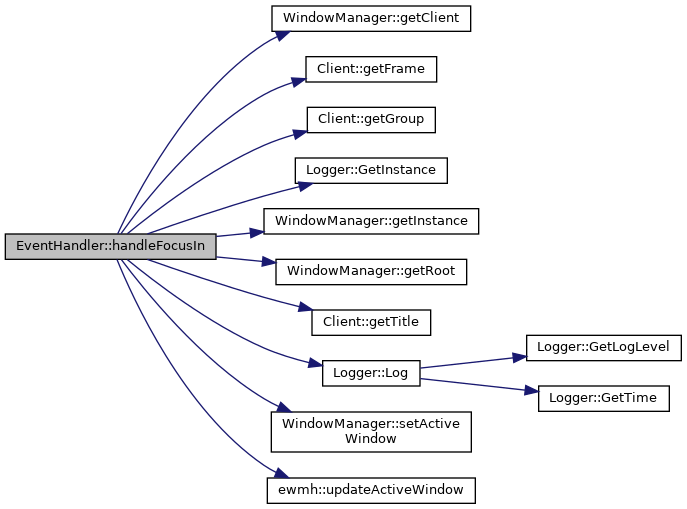 WindowManager::getClient
Client::getFrame
Client::getGroup
Logger::GetInstance
WindowManager::getInstance
EventHandler::handleFocusIn
WindowManager::getRoot
Client::getTitle
Logger::GetLogLevel
Logger::Log
Logger::GetTime
WindowManager::setActive
Window
ewmh::updateActiveWindow